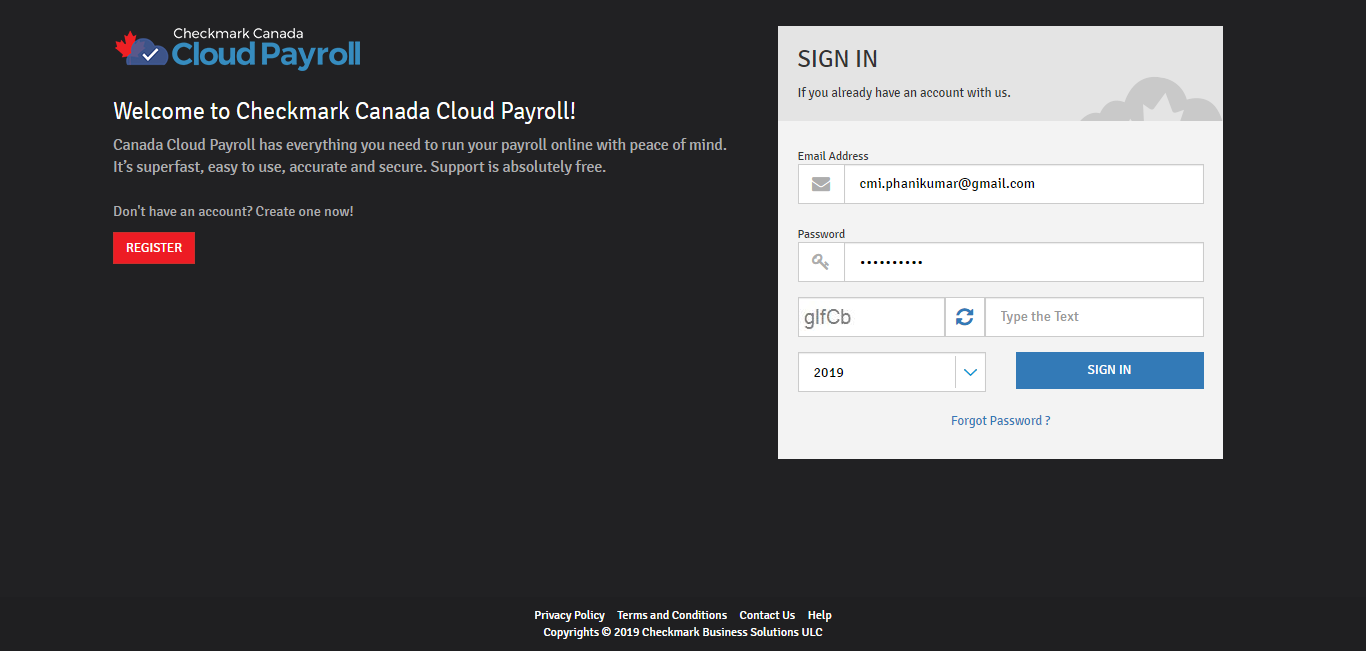 Checkmark Canada
Cloud Payroll
Welcome to Checkmark Canada Cloud Payroll!
Canada Cloud Payroll has everything you need to run your payroll online with peace of mind.
It's superfast, easy to use, accurate and secure. Support is absolutely free.
Don't have an account? Create one now!
REGISTER
SIGN IN
If you already have an account with us.
Email Address
cmi.phanikumar@gmail.com
Password
••••••••••
Type the Text
2019
SIGN IN
Forgot Password ?
Privacy Policy Terms and Conditions Contact Us Help
Copyrights © 2019 Checkmark Business Solutions ULC